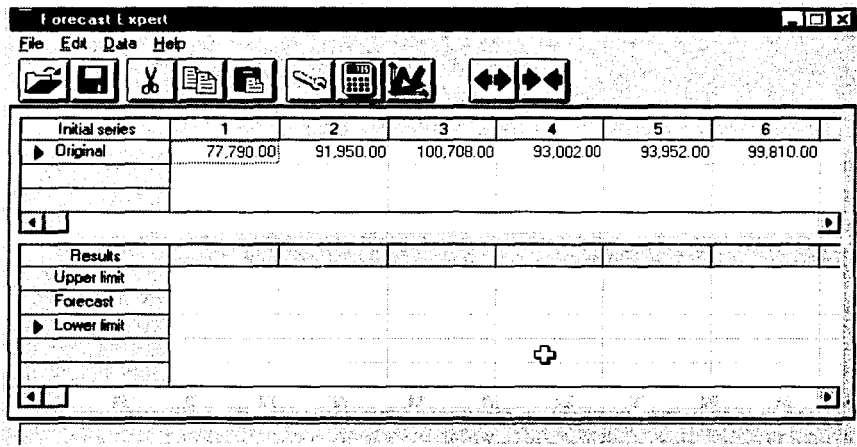 Forecast Expert
File Edit Data Help
Initial series 1 2 3 4 5 6
Original 77,790.00 91,950.00 100,708.00 93,002.00 93,952.00 99,810.00
Results
Upper limit
Forecast
Lower limit